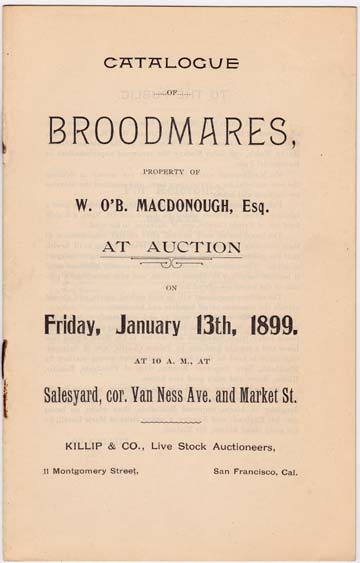 CATALOGUE
OF
BROODMARES,
PROPERTY OF
W. O'B. MACDONOUGH, Esq.
AT AUCTION
ON
Friday, January 13th, 1899.
AT 10 A. M., AT
Salesyard, cor. Van Ness Ave. and Market St.
KILLIP & CO., Live Stock Auctioneers,
11 Montgomery Street, San Francisco, Cal.